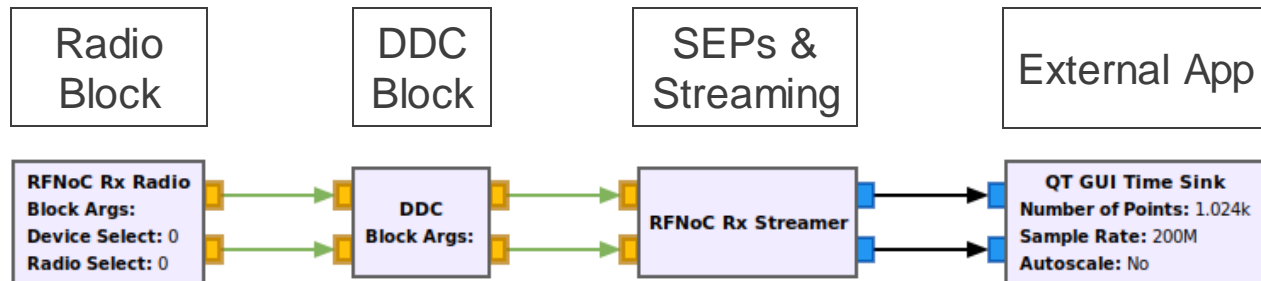 Radio
Block
DDC
Block
SEPs &
Streaming
External App
RFNoC Rx Radio
Block Args:
Device Select: 0
Radio Select: 0
DDC
Block Args:
RFNoC Rx Streamer
QT GUI Time Sink
Number of Points: 1.024k
Sample Rate: 200M
Autoscale: No